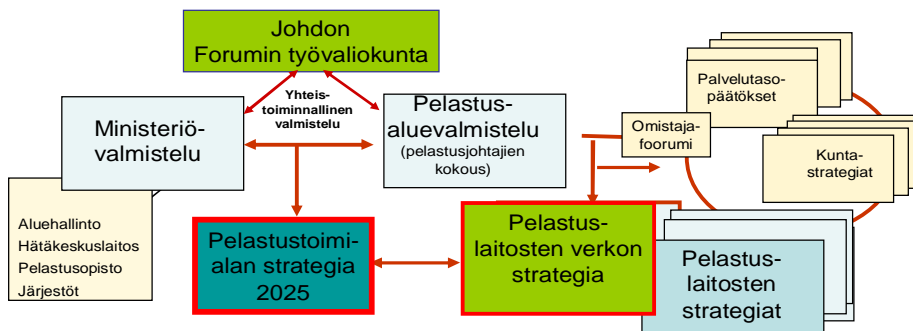 Johdon
Forumin työvaliokunta
Yhteis-
toiminnallinen
valmistelu
Ministeriö-
valmistelu
Pelastus-
aluevalmistelu
(pelastusjohtajien
kokous)
Omistaja-
foorumi
Palvelutaso-
päätökset
Kunta-
strategiat
Aluehallinto
Hätäkeskuslaitos
Pelastusopisto
Järjestöt
Pelastustoimi-
alan strategia
2025
Pelastus-
laitosten verkon
strategia
Pelastus-
laitosten
strategiat